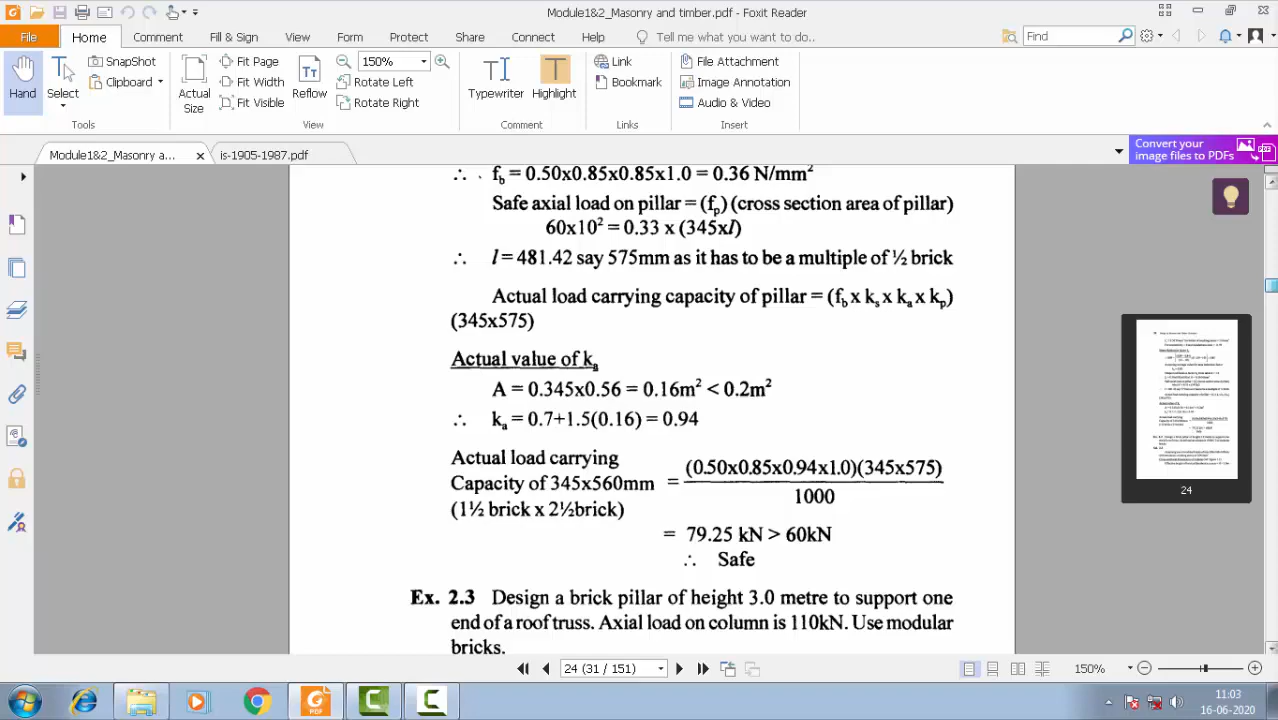 Module1&2_Masonry and timber.pdf - Foxit Reader
File Home Comment Fill & Sign View Form Protect Share Connect Help Tell me what you want to do.. Find
Hand
Select
SnapShot
Clipboard
Tools
Actual Size
Fit Page
Fit Width
Fit Visible
Reflow
150%
Rotate Left
Rotate Right
View
Typewriter
Highlight
Comment
Link
Bookmark
Links
File Attachment
Image Annotation
Audio & Video
Insert
Module1&2_Masonry a... is-1905-1987.pdf
Convert your
image files to PDFs
∴ f_b = 0.50x0.85x0.85x1.0 = 0.36 N/mm²
Safe axial load on pillar = (f_p) (cross section area of pillar)
60x10² = 0.33 x (345xl)
∴ l = 481.42 say 575mm as it has to be a multiple of ½ brick
Actual load carrying capacity of pillar = (f_b x k_s x k_a x k_p)
(345x575)
Actual value of k_a
A = 0.345x0.56 = 0.16m² < 0.2m²
∴ k_a = 0.7+1.5(0.16) = 0.94
Actual load carrying
Capacity of 345x560mm = (0.50x0.85x0.94x1.0)(345x575)
(1½ brick x 2½brick) 1000
= 79.25 kN > 60kN
∴ Safe
Ex. 2.3 Design a brick pillar of height 3.0 metre to support one
end of a roof truss. Axial load on column is 110kN. Use modular
bricks.
24
24 (31 / 151)
150%
11:03
16-06-2020